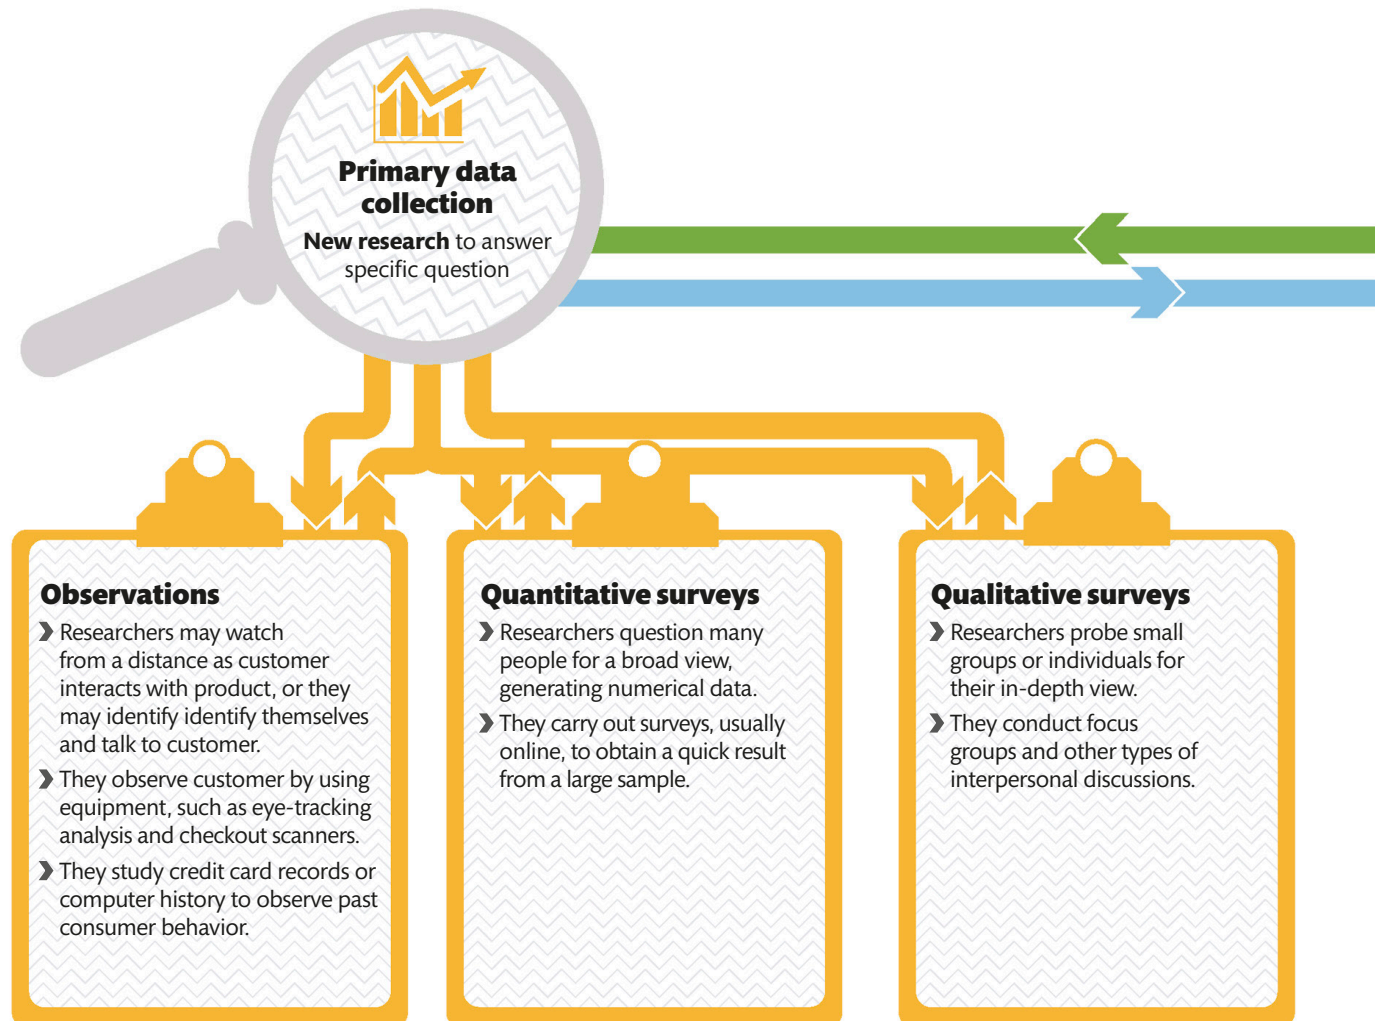 Primary data
collection
New research to answer
specific question
Observations
❯ Researchers may watch
from a distance as customer
interacts with product, or they
may identify identify themselves
and talk to customer.
❯ They observe customer by using
equipment, such as eye-tracking
analysis and checkout scanners.
❯ They study credit card records or
computer history to observe past
consumer behavior.
Quantitative surveys
❯ Researchers question many
people for a broad view,
generating numerical data.
❯ They carry out surveys, usually
online, to obtain a quick result
from a large sample.
Qualitative surveys
❯ Researchers probe small
groups or individuals for
their in-depth view.
❯ They conduct focus
groups and other types of
interpersonal discussions.